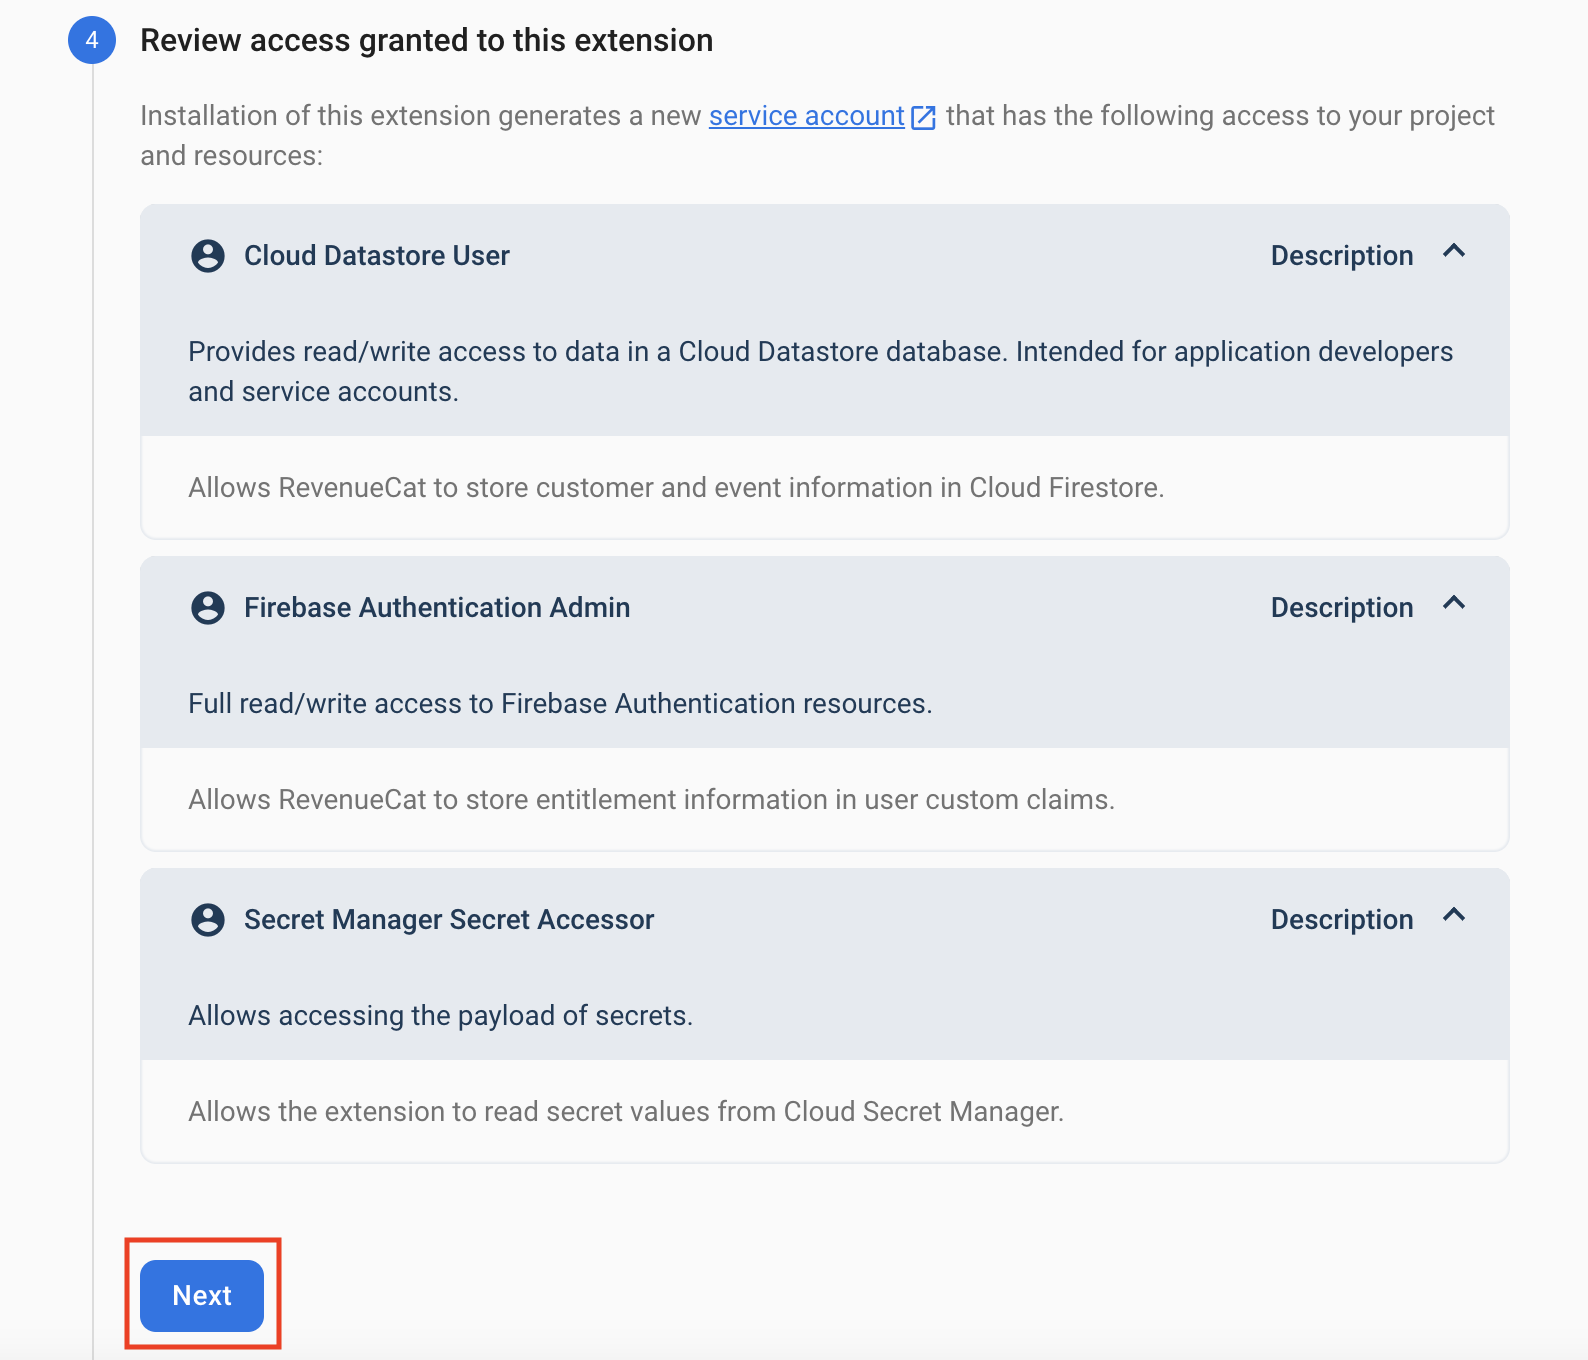 4
Review access granted to this extension
Installation of this extension generates a new service account that has the following access to your project
and resources:
Cloud Datastore User
Description
Provides read/write access to data in a Cloud Datastore database. Intended for application developers
and service accounts.
Allows RevenueCat to store customer and event information in Cloud Firestore.
Firebase Authentication Admin
Description
Full read/write access to Firebase Authentication resources.
Allows RevenueCat to store entitlement information in user custom claims.
Secret Manager Secret Accessor
Description
Allows accessing the payload of secrets.
Allows the extension to read secret values from Cloud Secret Manager.
Next